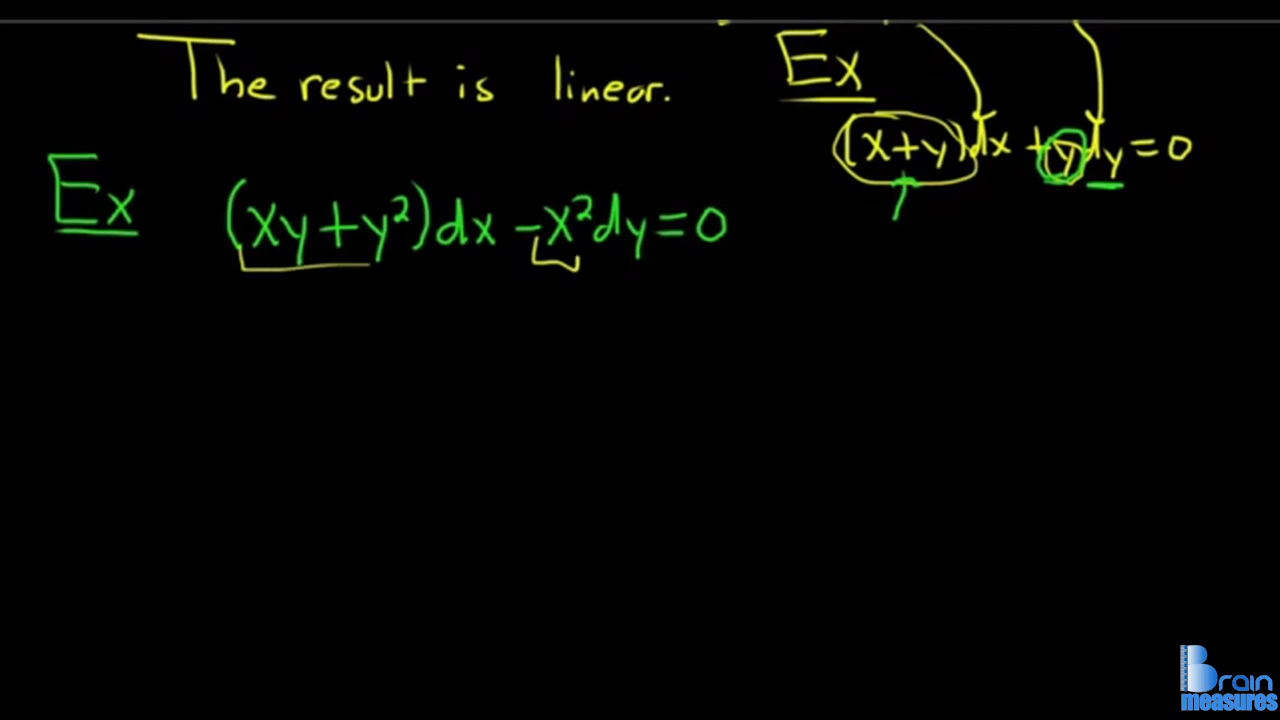 The result is linear.
Ex
(x+y)dx + y dy = 0
Ex (xy+y²)dx - x²dy = 0
Brain
measures